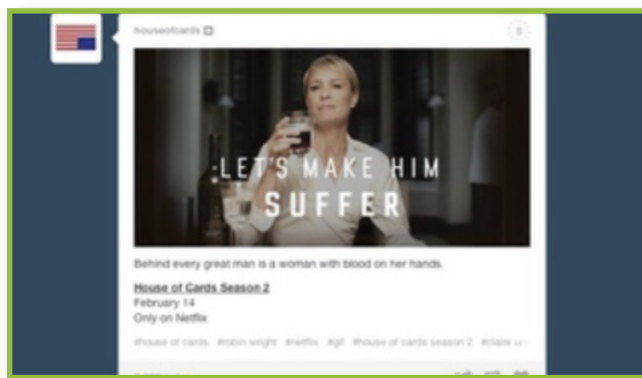 houseofcards
5
LET'S MAKE HIM
SUFFER
Behind every great man is a woman with blood on her hands.
House of Cards Season 2
February 14
Only on Netflix
#house of cards #robin wright #netflix #gif #house of cards season 2 #claire